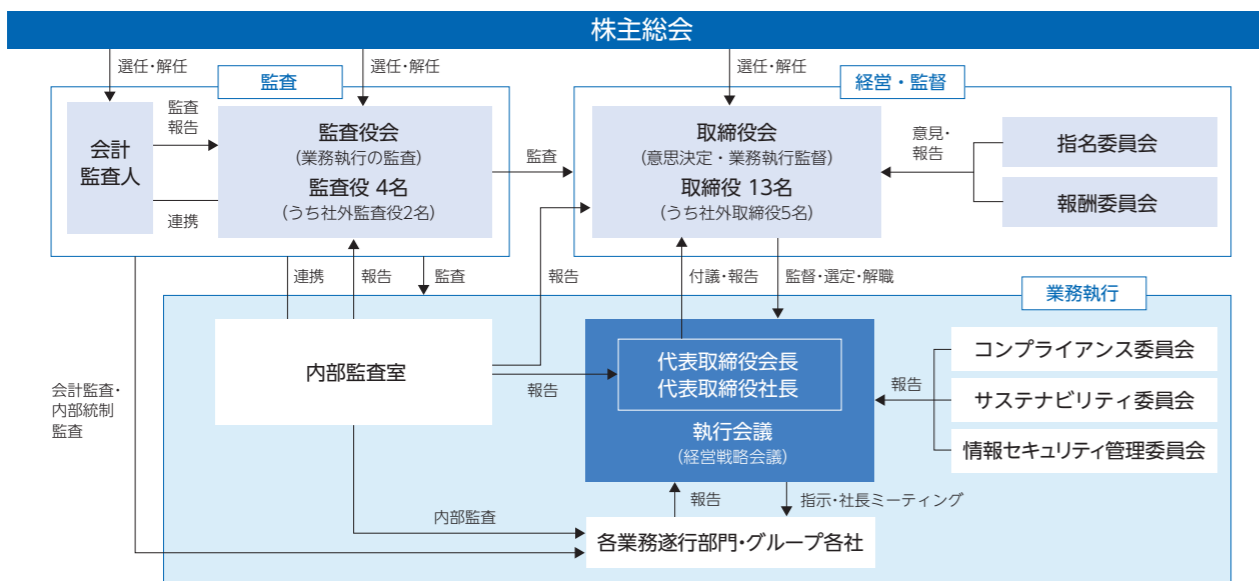 株主総会
選任・解任
選任・解任
選任・解任
監査
経営・監督
会計
監査人
監査
報告
連携
監査役会
(業務執行の監査)
監査役 4名
(うち社外監査役2名)
監査
取締役会
(意思決定・業務執行監督)
取締役 13名
(うち社外取締役5名)
意見・
報告
指名委員会
報酬委員会
連携
報告
監査
報告
付議・報告
監督・選定・解職
業務執行
内部監査室
報告
代表取締役会長
代表取締役社長
執行会議
(経営戦略会議)
報告
コンプライアンス委員会
サステナビリティ委員会
情報セキュリティ管理委員会
会計監査・
内部統制
監査
内部監査
報告
指示・社長ミーティング
各業務遂行部門・グループ各社